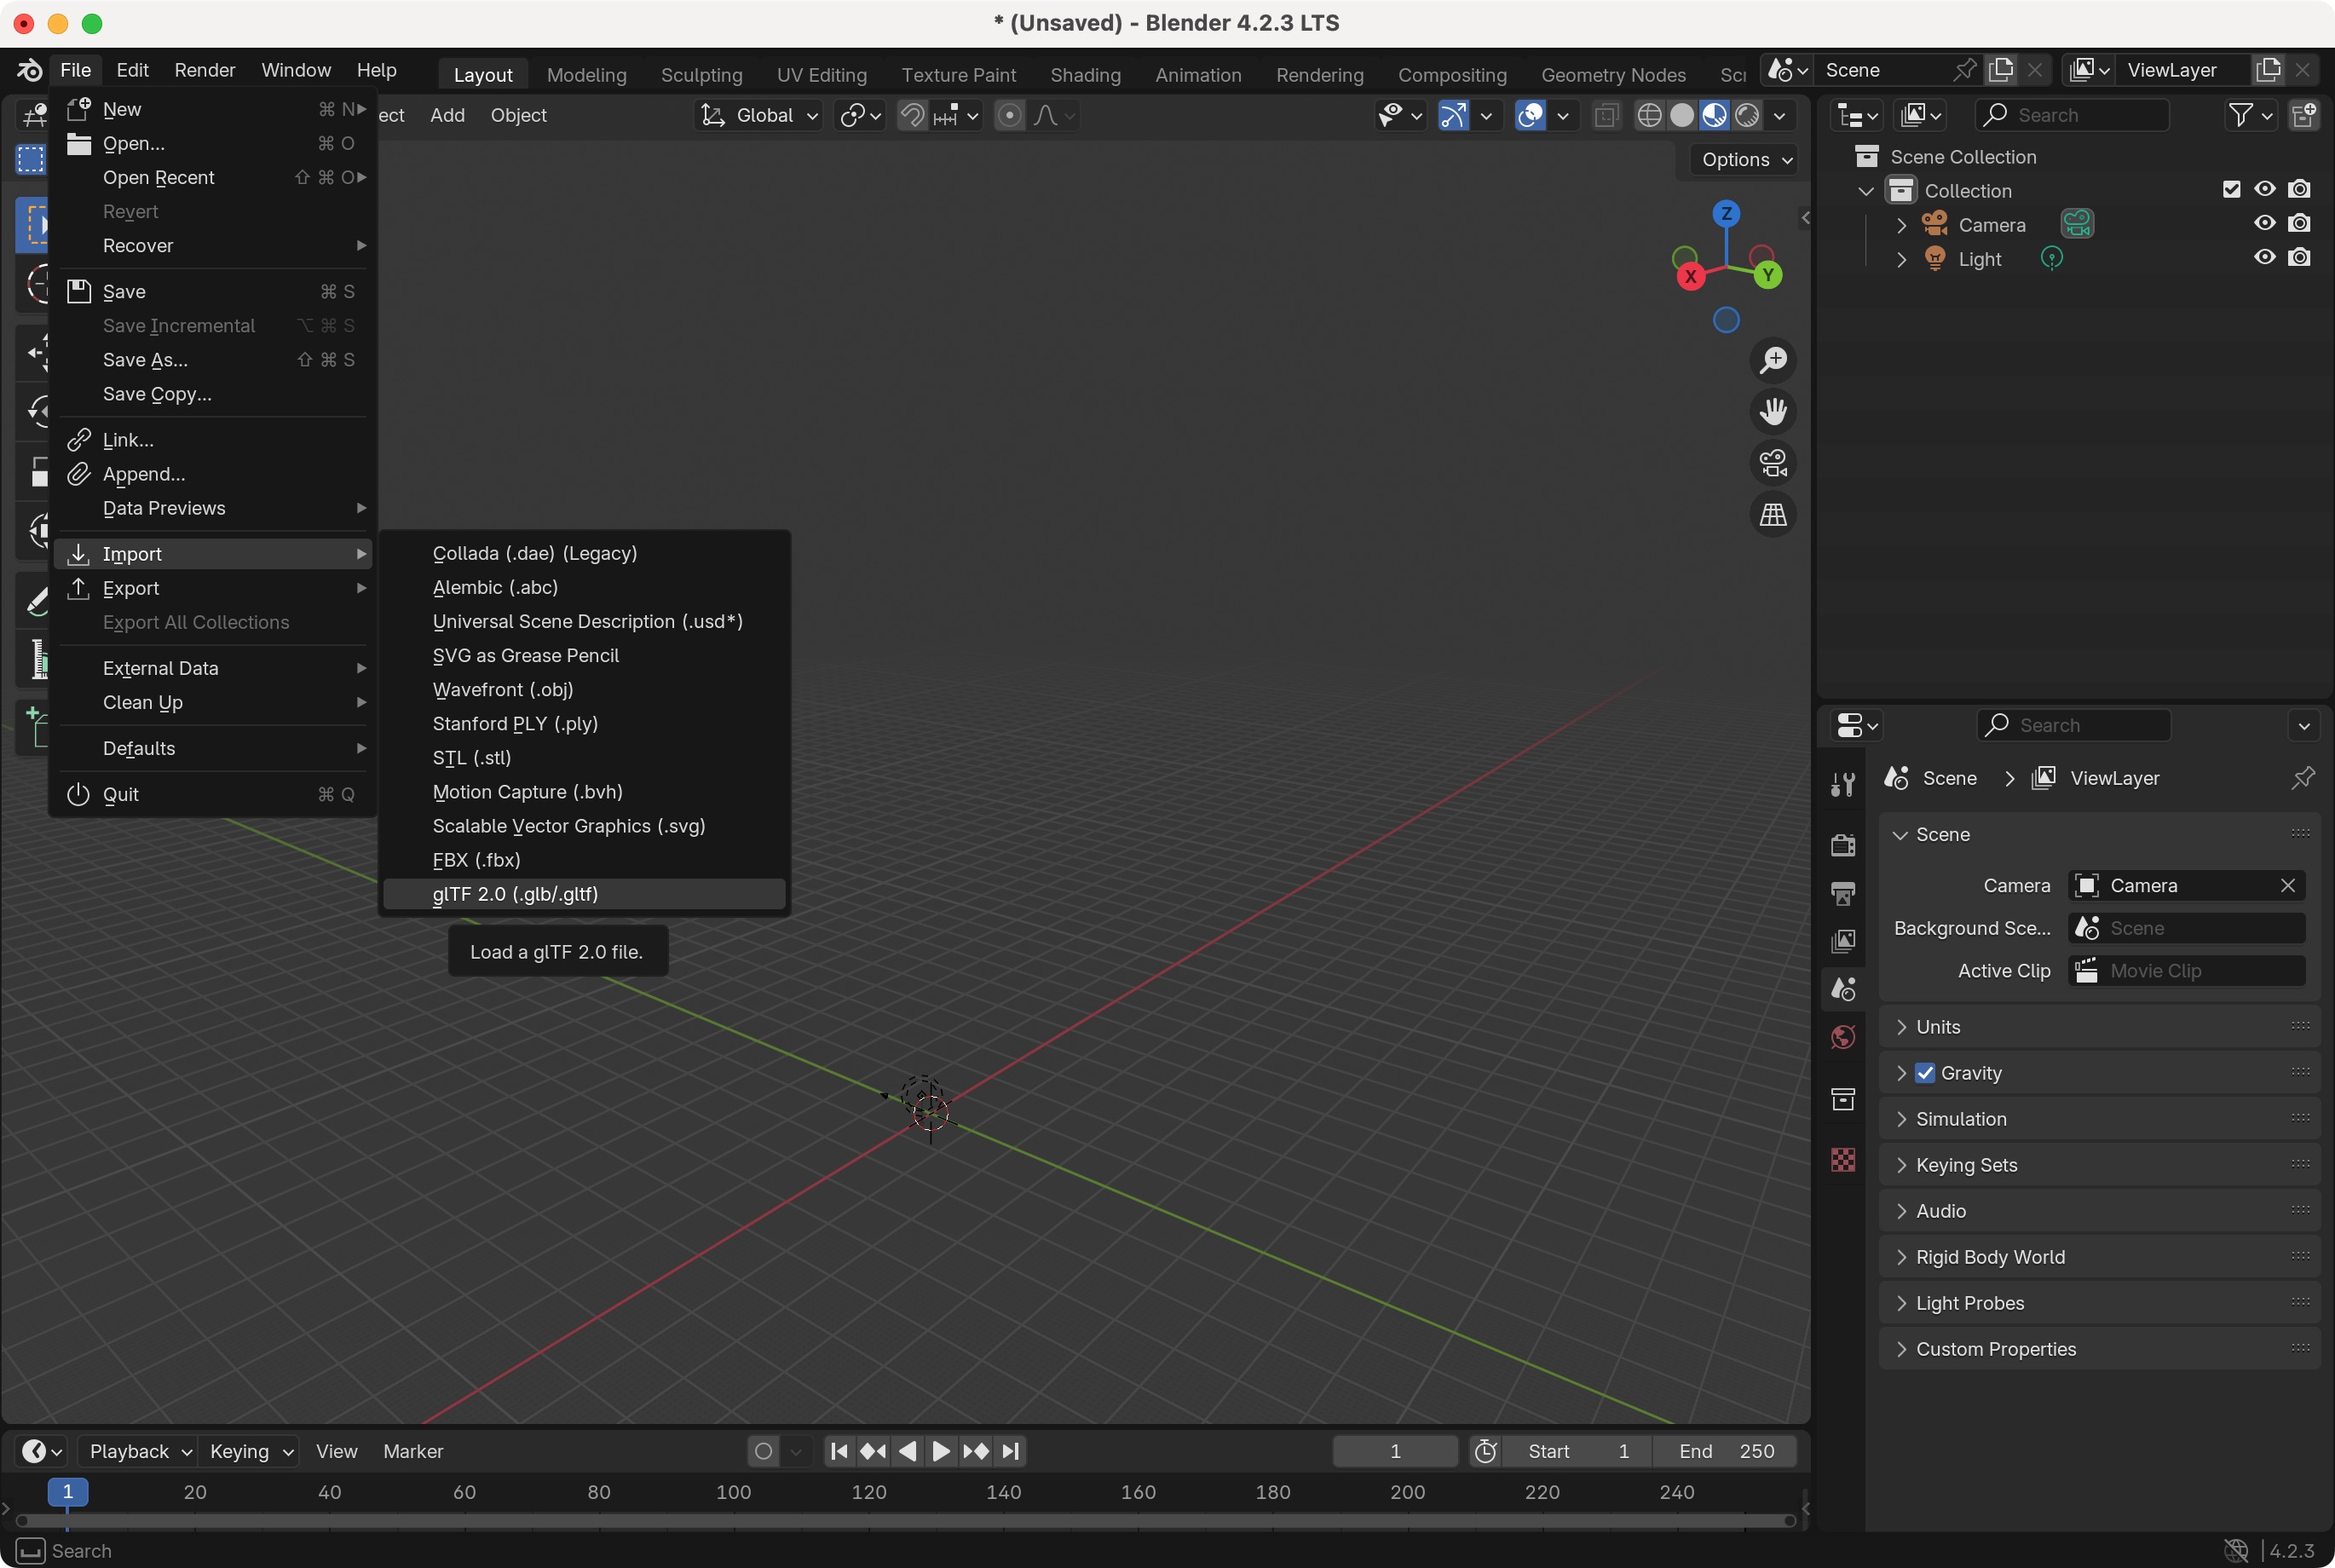 * (Unsaved) - Blender 4.2.3 LTS
File Edit Render Window Help Layout Modeling Sculpting UV Editing Texture Paint Shading Animation Rendering Compositing Geometry Nodes Scr Scene ViewLayer
ect Add Object Global
Options
New ⌘ N
Open... ⌘ O
Open Recent ⇧ ⌘ O
Revert
Recover
Save ⌘ S
Save Incremental ⌥ ⌘ S
Save As... ⇧ ⌘ S
Save Copy...
Link...
Append...
Data Previews
Import
Export
Export All Collections
External Data
Clean Up
Defaults
Quit ⌘ Q
Collada (.dae) (Legacy)
Alembic (.abc)
Universal Scene Description (.usd*)
SVG as Grease Pencil
Wavefront (.obj)
Stanford PLY (.ply)
STL (.stl)
Motion Capture (.bvh)
Scalable Vector Graphics (.svg)
FBX (.fbx)
glTF 2.0 (.glb/.gltf)
Load a glTF 2.0 file.
Z
X Y
Search
Scene Collection
Collection
Camera
Light
Search
Scene ViewLayer
Scene
Camera Camera
Background Sce... Scene
Active Clip Movie Clip
Units
Gravity
Simulation
Keying Sets
Audio
Rigid Body World
Light Probes
Custom Properties
Playback Keying View Marker 1 Start 1 End 250
1 20 40 60 80 100 120 140 160 180 200 220 240
Search 4.2.3